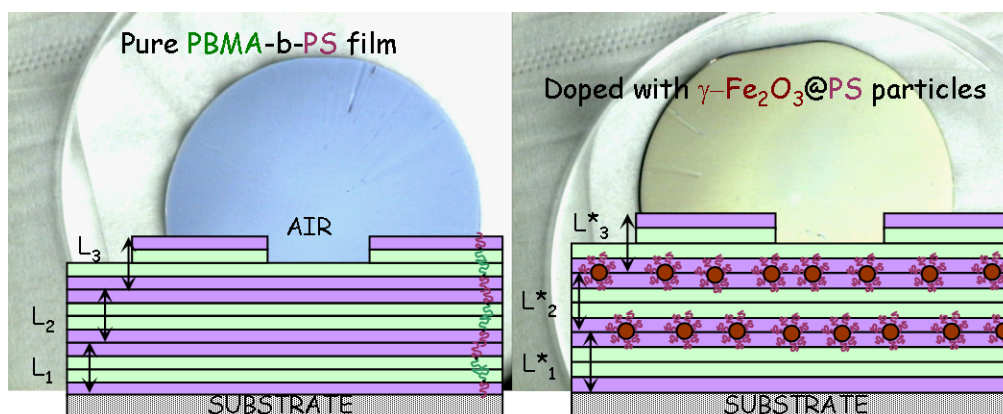 Pure PBMA-b-PS film
AIR
L₃
L₂
L₁
SUBSTRATE
Doped with γ-Fe₂O₃@PS particles
L*₃
L*₂
L*₁
SUBSTRATE